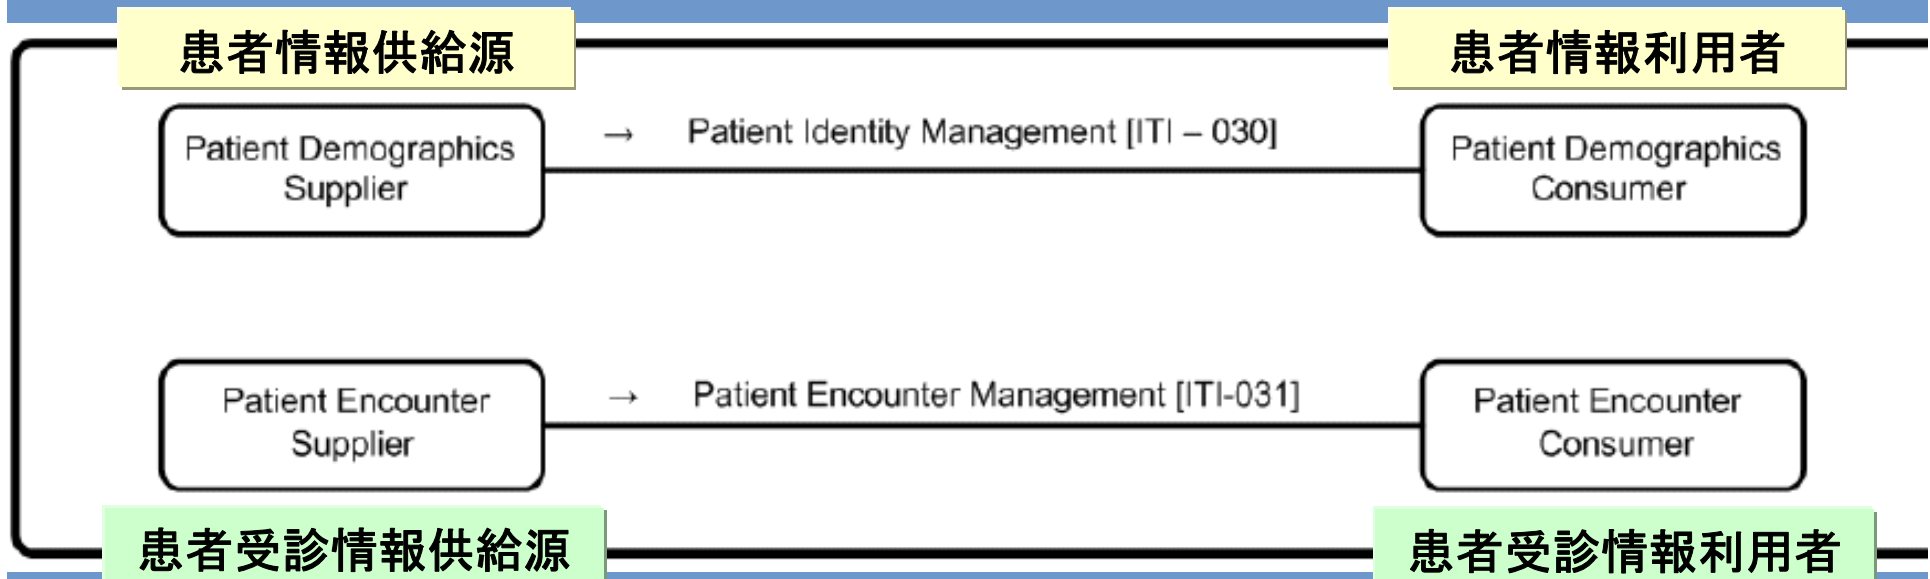 患者情報供給源
患者情報利用者
Patient Demographics
Supplier
→ Patient Identity Management [ITI – 030]
Patient Demographics
Consumer
Patient Encounter
Supplier
→ Patient Encounter Management [ITI-031]
Patient Encounter
Consumer
患者受診情報供給源
患者受診情報利用者